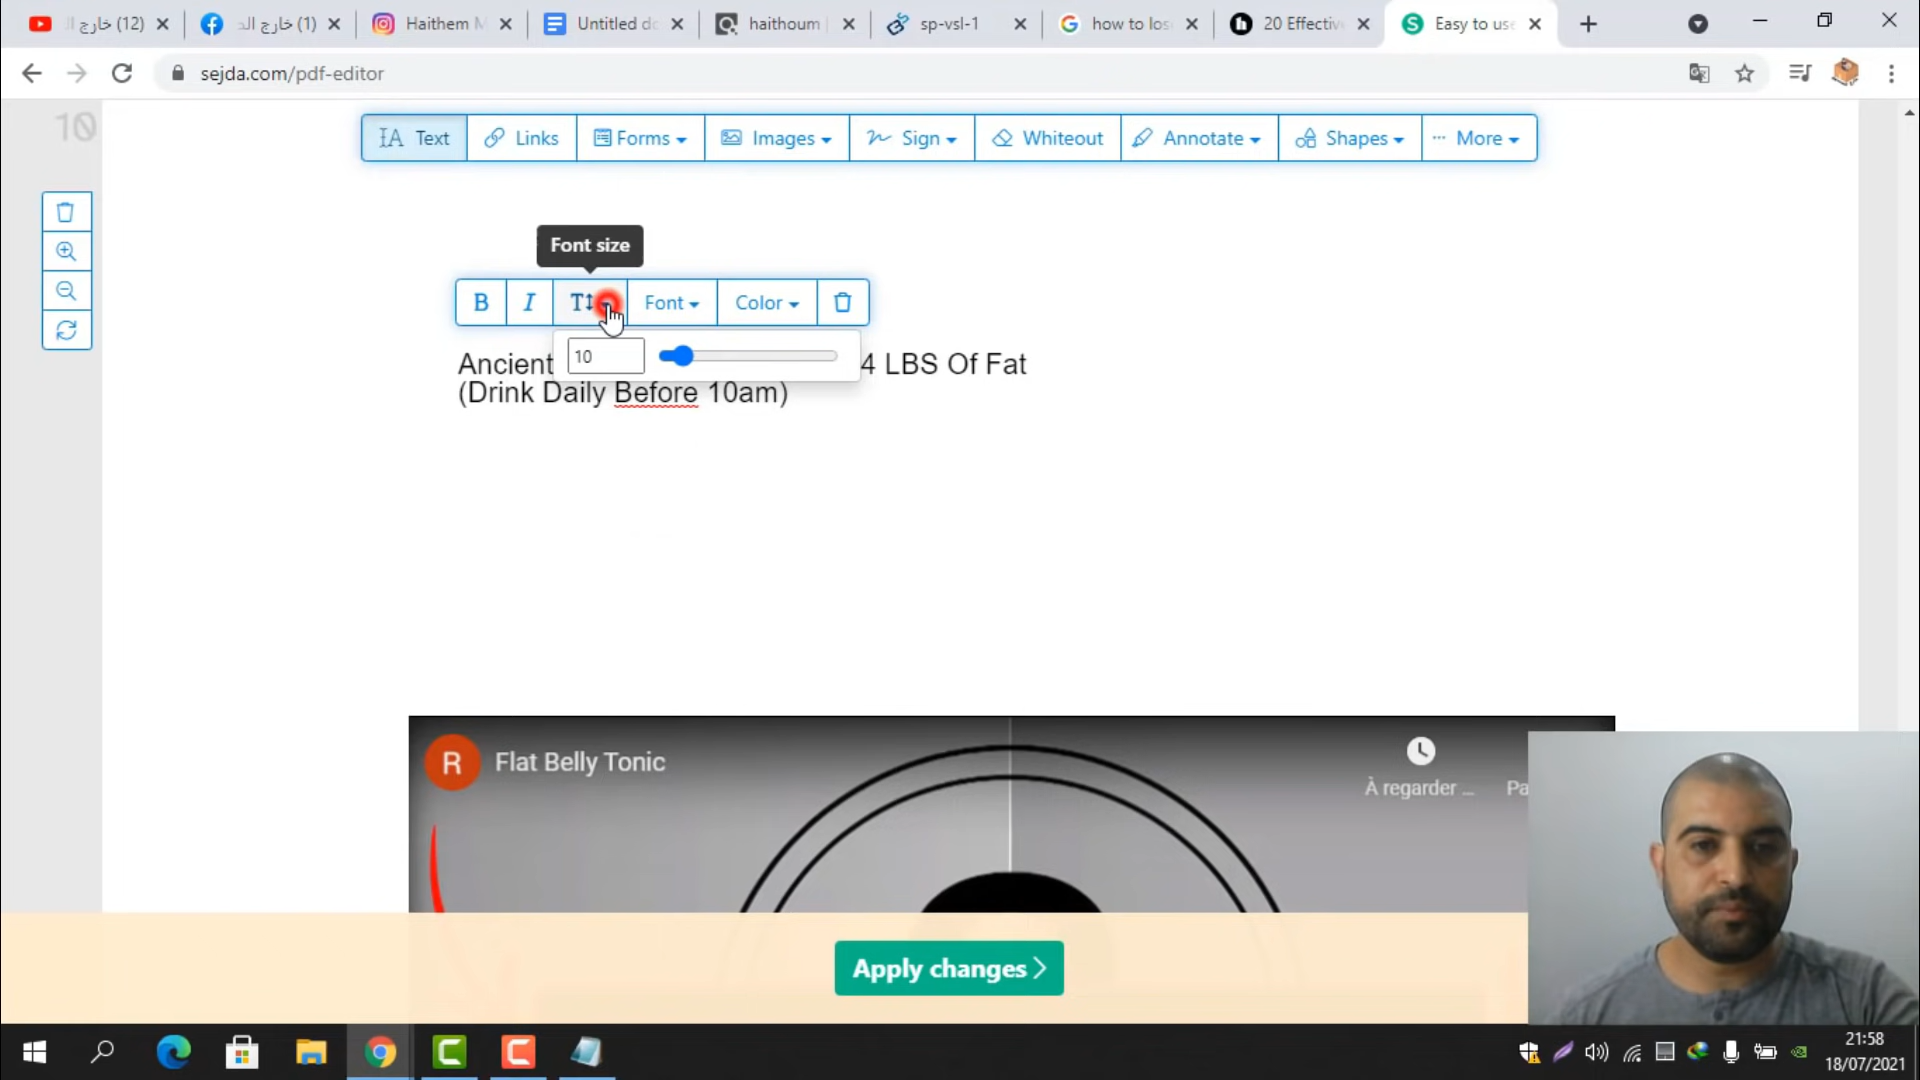 (12) خارج ال
(1) خارج الد
Haithem M
Untitled do
haithoum
sp-vsl-1
how to los
20 Effectiv
Easy to use
sejda.com/pdf-editor
10
Text
Links
Forms
Images
Sign
Whiteout
Annotate
Shapes
More
Font size
B
I
Font
Color
10
Ancient
4 LBS Of Fat
(Drink Daily Before 10am)
R
Flat Belly Tonic
À regarder ...
Pa
Apply changes
21:58
18/07/2021